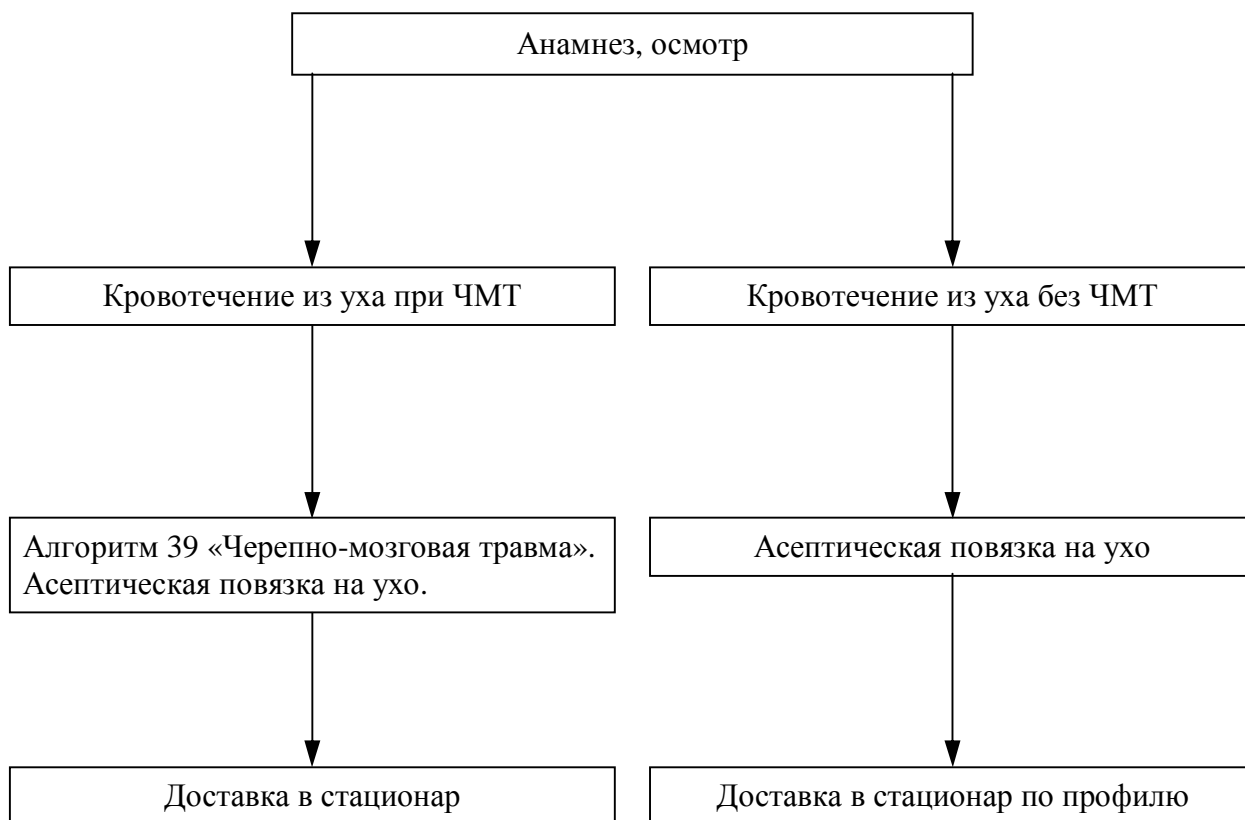 Анамнез, осмотр
Кровотечение из уха при ЧМТ
Кровотечение из уха без ЧМТ
Алгоритм 39 «Черепно-мозговая травма».
Асептическая повязка на ухо.
Асептическая повязка на ухо
Доставка в стационар
Доставка в стационар по профилю